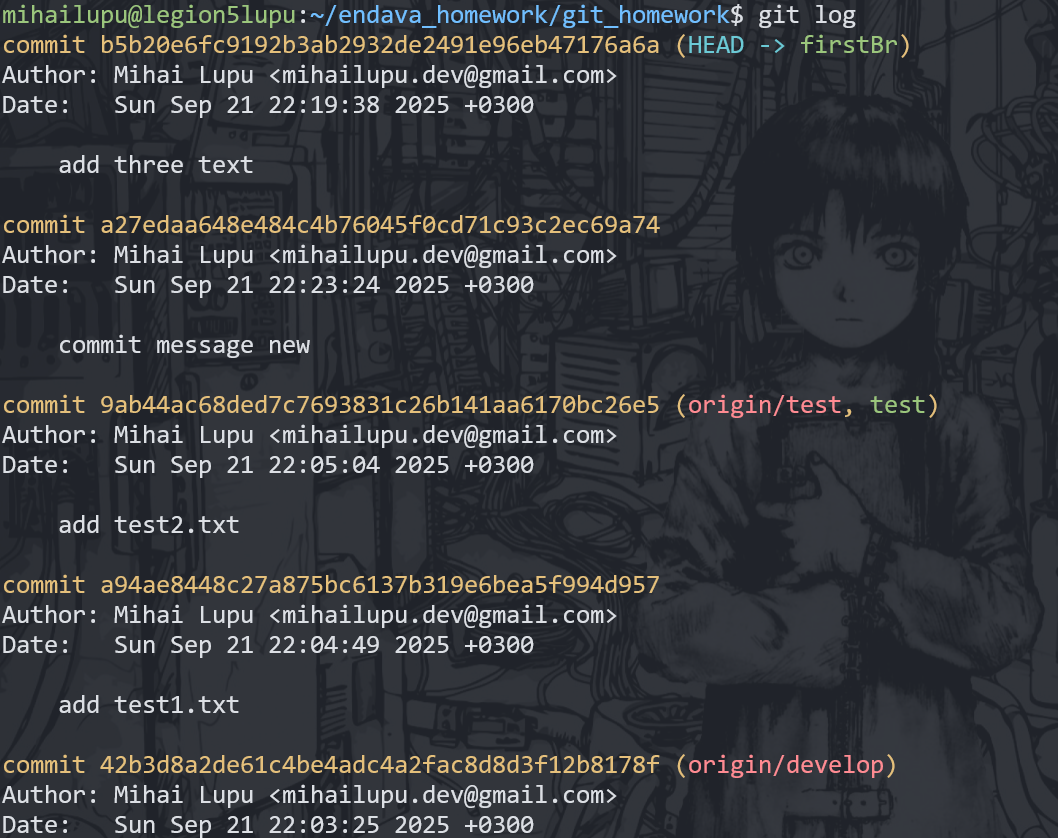 mihailupu@legion5lupu:~/endava_homework/git_homework$ git log
commit b5b20e6fc9192b3ab2932de2491e96eb47176a6a (HEAD -> firstBr)
Author: Mihai Lupu <mihailupu.dev@gmail.com>
Date:   Sun Sep 21 22:19:38 2025 +0300
    add three text
commit a27edaa648e484c4b76045f0cd71c93c2ec69a74
Author: Mihai Lupu <mihailupu.dev@gmail.com>
Date:   Sun Sep 21 22:23:24 2025 +0300
    commit message new
commit 9ab44ac68ded7c7693831c26b141aa6170bc26e5 (origin/test, test)
Author: Mihai Lupu <mihailupu.dev@gmail.com>
Date:   Sun Sep 21 22:05:04 2025 +0300
    add test2.txt
commit a94ae8448c27a875bc6137b319e6bea5f994d957
Author: Mihai Lupu <mihailupu.dev@gmail.com>
Date:   Sun Sep 21 22:04:49 2025 +0300
    add test1.txt
commit 42b3d8a2de61c4be4adc4a2fac8d8d3f12b8178f (origin/develop)
Author: Mihai Lupu <mihailupu.dev@gmail.com>
Date:   Sun Sep 21 22:03:25 2025 +0300